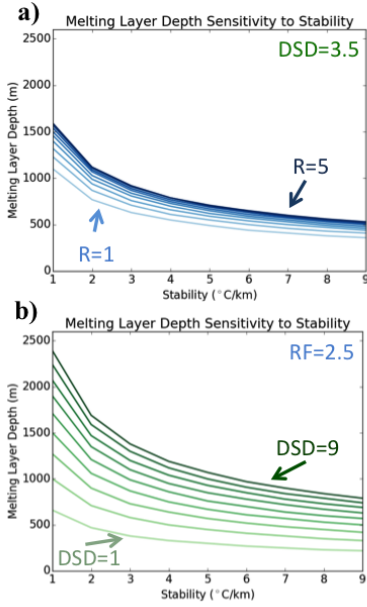 a)
Melting Layer Depth Sensitivity to Stability
DSD=3.5
2500
2000
1500
1000
500
0
Melting Layer Depth (m)
R=5
R=1
1 2 3 4 5 6 7 8 9
Stability (°C/km)
b)
Melting Layer Depth Sensitivity to Stability
RF=2.5
2500
2000
1500
1000
500
0
Melting Layer Depth (m)
DSD=9
DSD=1
1 2 3 4 5 6 7 8 9
Stability (°C/km)